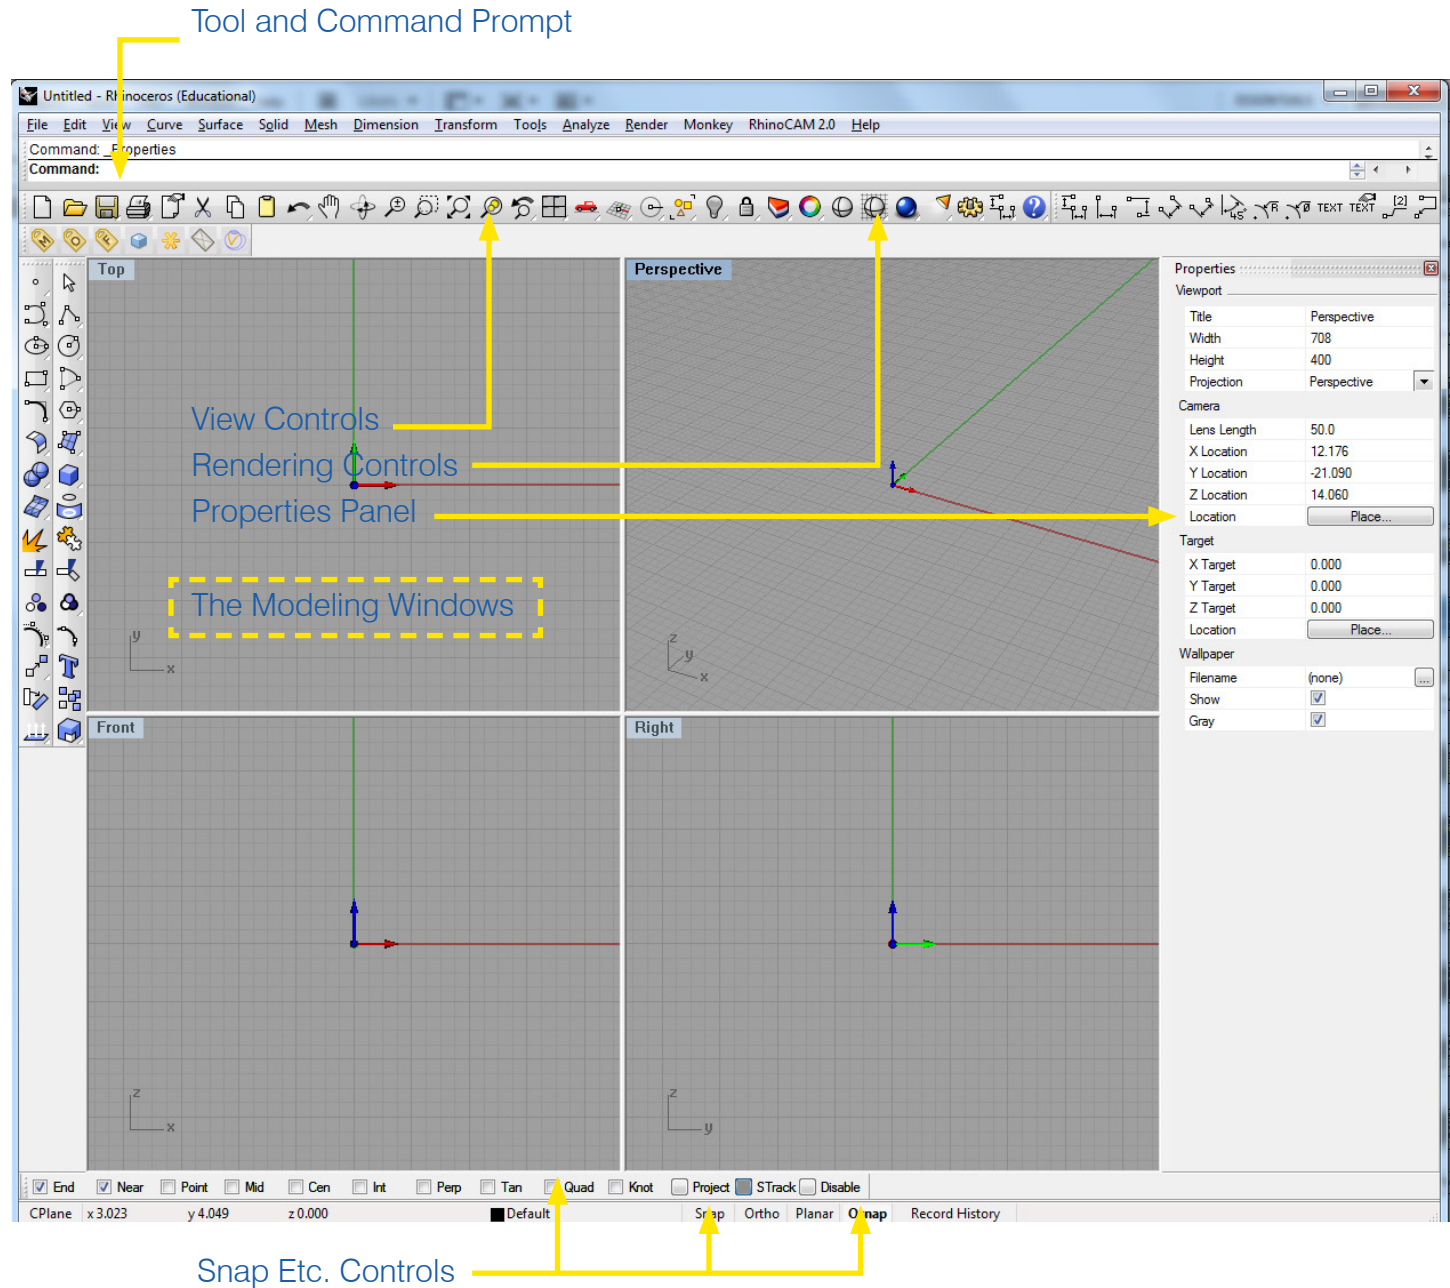 Tool and Command Prompt
Untitled - Rhinoceros (Educational)
File Edit View Curve Surface Solid Mesh Dimension Transform Tools Analyze Render Monkey RhinoCAM 2.0 Help
Command: _Properties
Command:
45° R Ø TEXT TEXT [2]
M O F
Top
Perspective
Properties
Viewport
Title Perspective
Width 708
Height 400
Projection Perspective
Camera
Lens Length 50.0
X Location 12.176
Y Location -21.090
Z Location 14.060
Location Place...
Target
X Target 0.000
Y Target 0.000
Z Target 0.000
Location Place...
Wallpaper
Filename (none) ...
Show
Gray
View Controls
Rendering Controls
Properties Panel
The Modeling Windows
y
x
z
y
x
Front
Right
z
x
z
y
End Near Point Mid Cen Int Perp Tan Quad Knot Project STrack Disable
CPlane x 3.023 y 4.049 z 0.000 Default Snap Ortho Planar Osnap Record History
Snap Etc. Controls